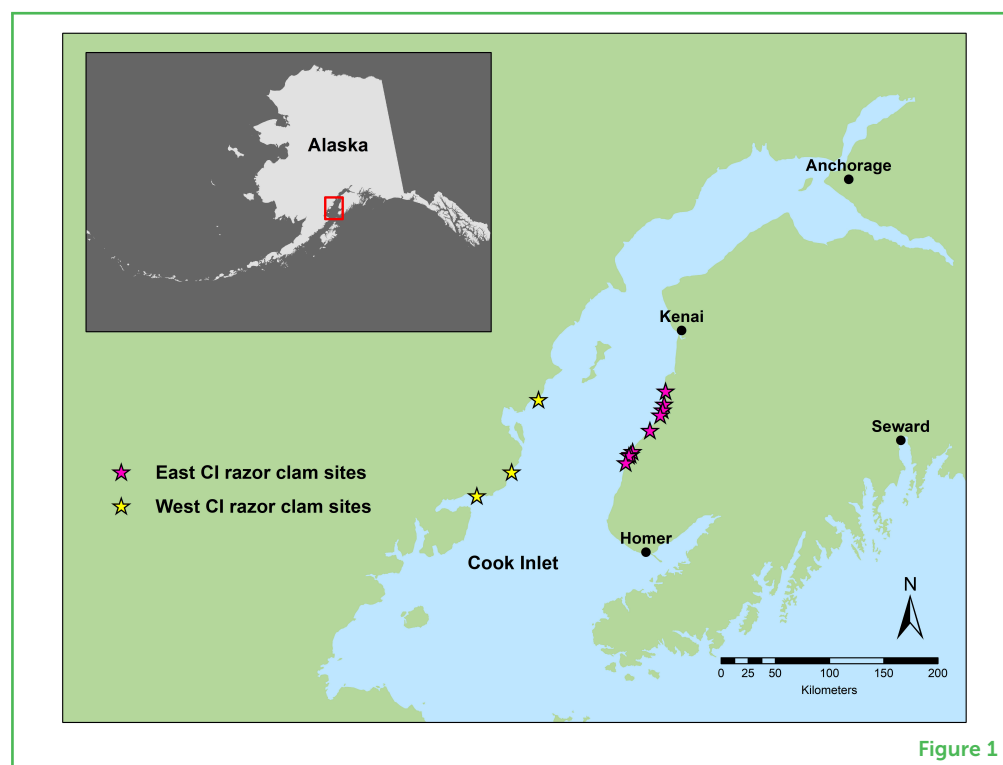 Alaska
Anchorage
Kenai
Seward
East CI razor clam sites
West CI razor clam sites
Homer
Cook Inlet
N
0 25 50 100 150 200
Kilometers
Figure 1